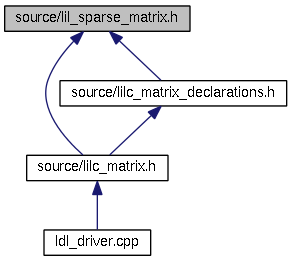 source/lil_sparse_matrix.h
source/lilc_matrix_declarations.h
source/lilc_matrix.h
ldl_driver.cpp